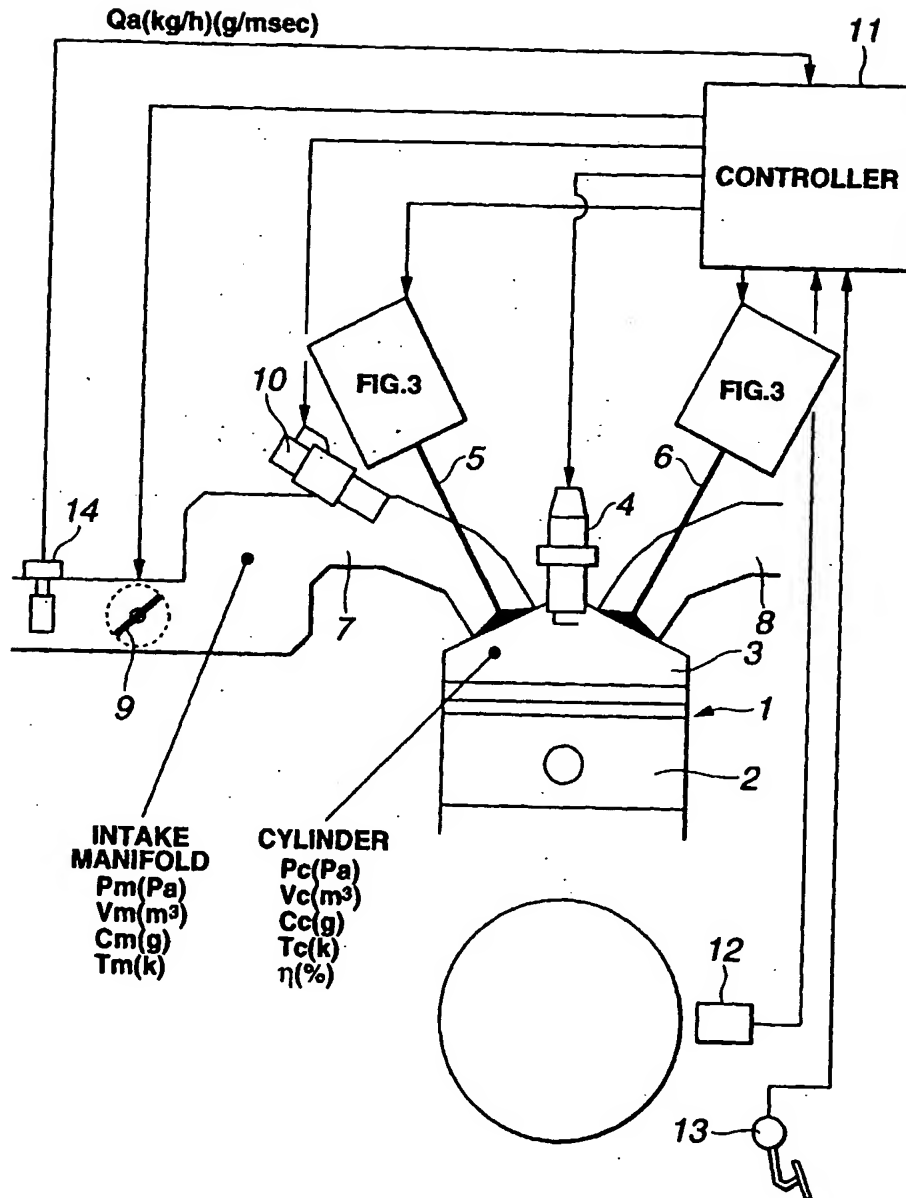 Qa(kg/h)(g/msec)
11
CONTROLLER
FIG.3
FIG.3
10
5
6
4
14
7
8
3
9
1
2
INTAKE
MANIFOLD
Pm(Pa)
Vm(m³)
Cm(g)
Tm(k)
CYLINDER
Pc(Pa)
Vc(m³)
Cc(g)
Tc(k)
η(%)
12
13